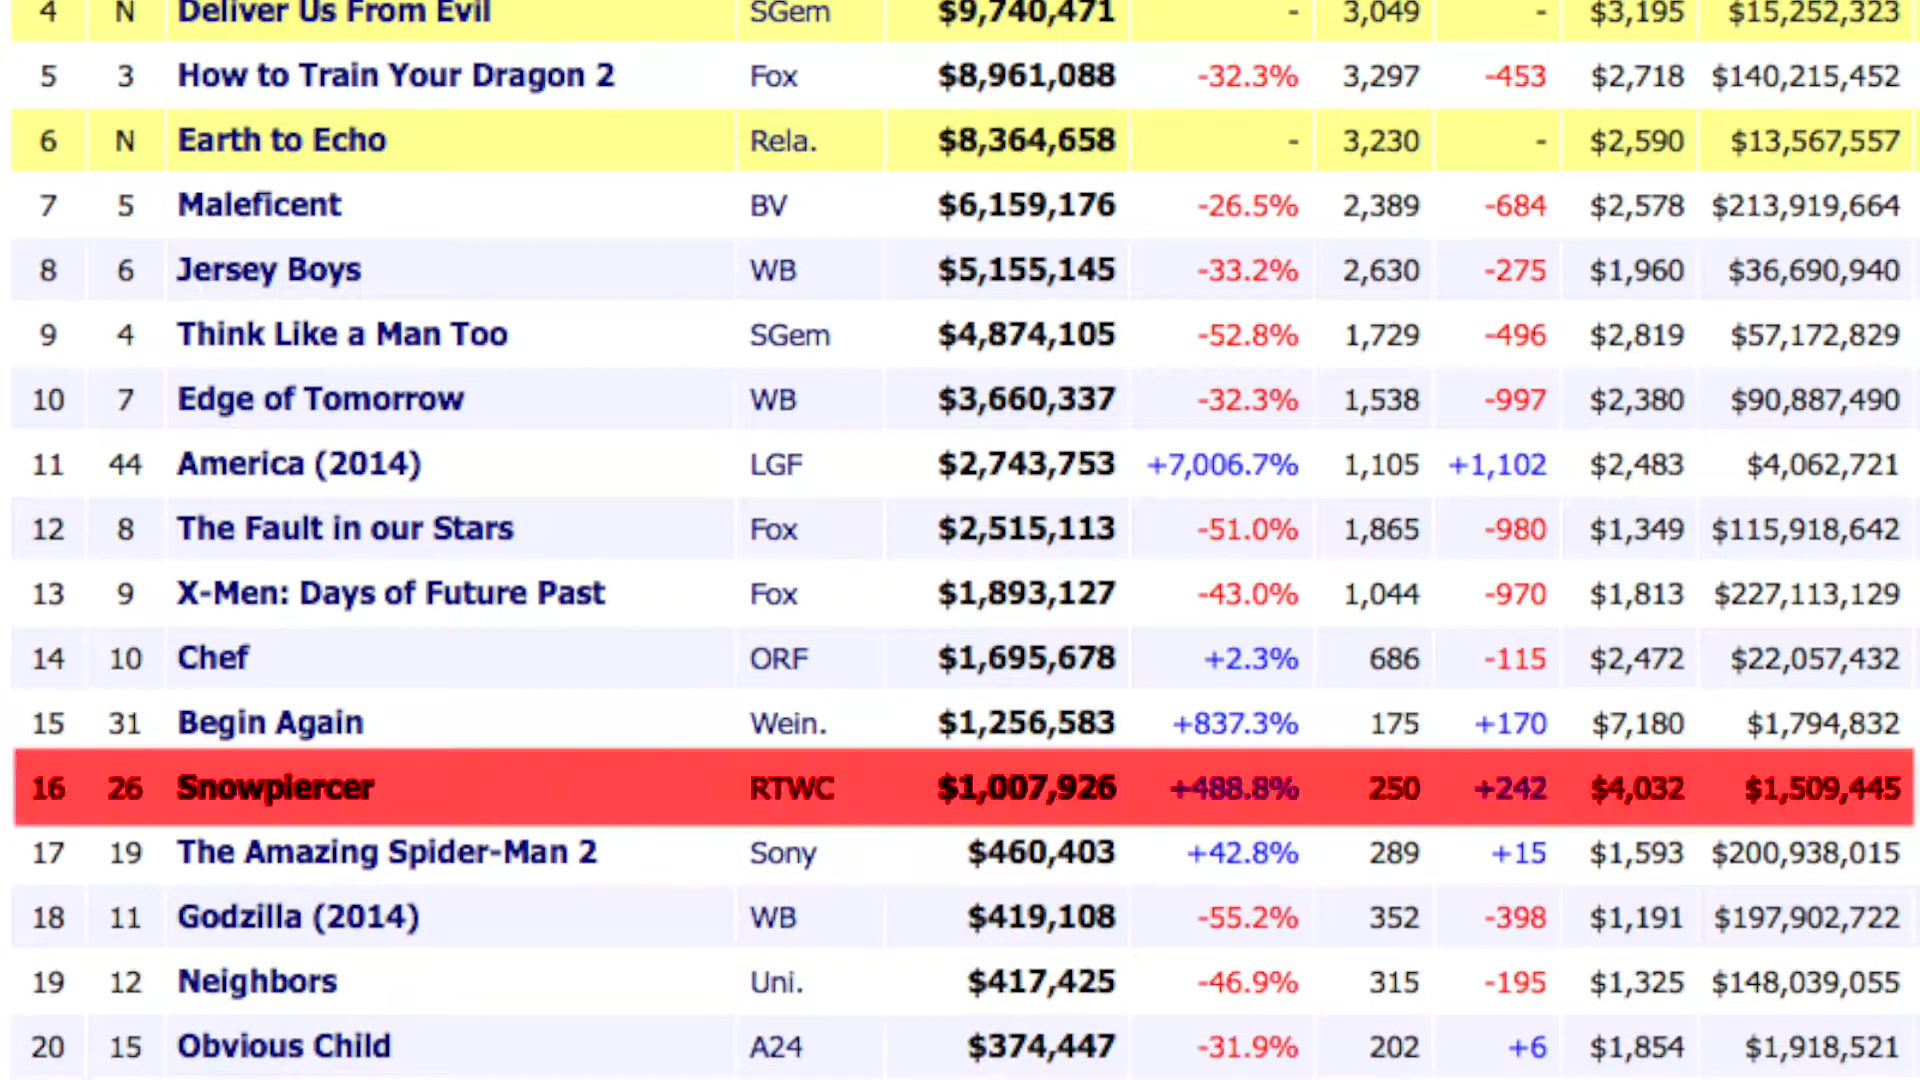 4 N Deliver Us From Evil SGem $9,740,471 - 3,049 - $3,195 $15,252,323
5 3 How to Train Your Dragon 2 Fox $8,961,088 -32.3% 3,297 -453 $2,718 $140,215,452
6 N Earth to Echo Rela. $8,364,658 - 3,230 - $2,590 $13,567,557
7 5 Maleficent BV $6,159,176 -26.5% 2,389 -684 $2,578 $213,919,664
8 6 Jersey Boys WB $5,155,145 -33.2% 2,630 -275 $1,960 $36,690,940
9 4 Think Like a Man Too SGem $4,874,105 -52.8% 1,729 -496 $2,819 $57,172,829
10 7 Edge of Tomorrow WB $3,660,337 -32.3% 1,538 -997 $2,380 $90,887,490
11 44 America (2014) LGF $2,743,753 +7,006.7% 1,105 +1,102 $2,483 $4,062,721
12 8 The Fault in our Stars Fox $2,515,113 -51.0% 1,865 -980 $1,349 $115,918,642
13 9 X-Men: Days of Future Past Fox $1,893,127 -43.0% 1,044 -970 $1,813 $227,113,129
14 10 Chef ORF $1,695,678 +2.3% 686 -115 $2,472 $22,057,432
15 31 Begin Again Wein. $1,256,583 +837.3% 175 +170 $7,180 $1,794,832
16 26 Snowpiercer RTWC $1,007,926 +488.8% 250 +242 $4,032 $1,509,445
17 19 The Amazing Spider-Man 2 Sony $460,403 +42.8% 289 +15 $1,593 $200,938,015
18 11 Godzilla (2014) WB $419,108 -55.2% 352 -398 $1,191 $197,902,722
19 12 Neighbors Uni. $417,425 -46.9% 315 -195 $1,325 $148,039,055
20 15 Obvious Child A24 $374,447 -31.9% 202 +6 $1,854 $1,918,521